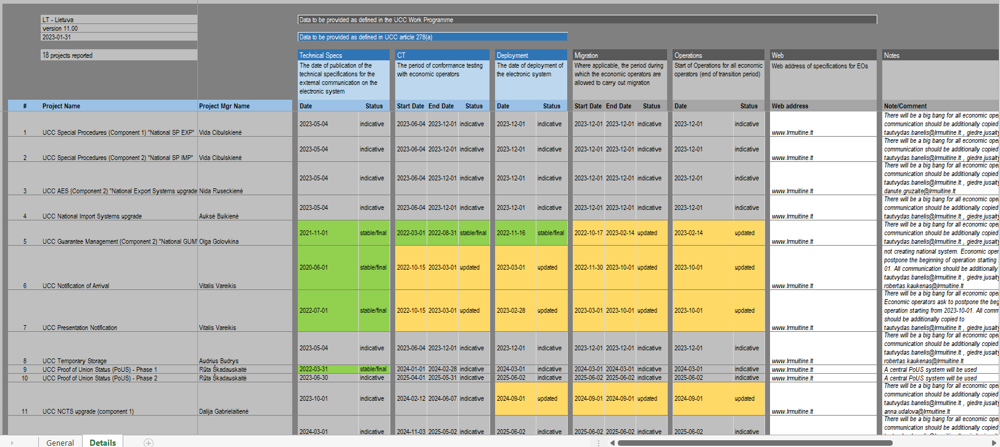 LT - Lietuva
version 11.00
2023-01-31
18 projects reported
Data to be provided as defined in the UCC Work Programme
Data to be provided as defined in UCC article 278(a)
Technical Specs CT Deployment Migration Operations Web Notes
The date of publication of the The period of conformance testing The date of deployment of Where applicable, the period during Start of Operations for all economic Web address of specifications for EOs
technical specifications for the with economic operators the electronic system which the economic operators are operators (end of transition period)
external communication on the allowed to carry out migration
electronic system
# Project Name Project Mgr Name Date Status Start Date End Date Status Date Status Start Date End Date Status Date Status Web address Note/Comment
There will be a big bang for all economic ope
2023-05-04 indicative 2023-06-04 2023-12-01 indicative 2023-12-01 indicative 2023-12-01 2023-12-01 indicative 2023-12-01 indicative communication should be additionally copied
1 UCC Special Procedures (Component 1) "National SP EXP" Vida Cibulskienė www.lrmuitine.lt tautvydas.banelis@lrmuitine.lt , giedre.jusaity
There will be a big bang for all economic ope
2023-05-04 indicative 2023-06-04 2023-12-01 indicative 2023-12-01 indicative 2023-12-01 2023-12-01 indicative 2023-12-01 indicative communication should be additionally copied
2 UCC Special Procedures (Component 2) "National SP IMP" Vida Cibulskienė www.lrmuitine.lt tautvydas.banelis@lrmuitine.lt , giedre.jusaity
There will be a big bang for all economic ope
communication should be additionally copied
2023-05-04 indicative 2023-06-04 2023-12-01 indicative 2023-12-01 indicative 2023-12-01 2023-12-01 indicative 2023-12-01 indicative tautvydas.banelis@lrmuitine.lt , giedre.jusaity
3 UCC AES (Component 2) "National Export Systems upgrade Nida Ruseckienė www.lrmuitine.lt danute.gruzaite@lrmuitine.lt
There will be a big bang for all economic ope
2023-05-04 indicative 2023-06-04 2023-12-01 indicative 2023-12-01 indicative 2023-12-01 2023-12-01 indicative 2023-12-01 indicative communication should be additionally copied
4 UCC National Import Systems upgrade Auksė Buikienė www.lrmuitine.lt tautvydas.banelis@lrmuitine.lt , giedre.jusaity
There will be a big bang for all economic ope
2021-11-01 stable/final 2022-03-01 2022-08-31 stable/final 2022-11-16 stable/final 2022-10-17 2023-02-14 updated 2023-02-14 updated communication should be additionally copied
5 UCC Guarantee Management (Component 2) "National GUM" Olga Golovkina www.lrmuitine.lt tautvydas.banelis@lrmuitine.lt , giedre.jusaity
not creating national system. Economic oper
postpone the beginning of operation starting
2020-06-01 stable/final 2022-10-15 2023-03-01 updated 2023-03-01 updated 2022-11-30 2023-10-01 updated 2023-10-01 updated 01. All communication should be additionally
tautvydas.banelis@lrmuitine.lt , giedre.jusaity
6 UCC Notification of Arrival Vitalis Vareikis www.lrmuitine.lt robertas.kaukenas@lrmuitine.lt
There will be a big bang for all economic ope
Economic operators ask to postpone the beg
2022-07-01 stable/final 2022-10-15 2023-03-01 updated 2023-02-28 updated 2023-03-01 2023-10-01 updated 2023-10-01 updated operation starting from 2023-10-01. All comm
should be additionally copied to
7 UCC Presentation Notification Vitalis Vareikis www.lrmuitine.lt tautvydas.banelis@lrmuitine.lt , giedre.jusaity
There will be a big bang for all economic ope
communication should be additionally copied
2023-05-04 indicative 2023-06-04 2023-12-01 indicative 2023-12-01 indicative 2023-12-01 2023-12-01 indicative 2023-12-01 indicative tautvydas.banelis@lrmuitine.lt , giedre.jusaity
8 UCC Temporary Storage Audrius Budrys www.lrmuitine.lt robertas.kaukenas@lrmuitine.lt
9 UCC Proof of Union Status (PoUS) - Phase 1 Rūta Škadauskaitė 2022-03-31 stable/final 2024-01-01 2024-02-28 indicative 2024-03-01 indicative 2024-03-01 2024-03-01 indicative 2024-03-01 indicative www.lrmuitine.lt A central PoUS system will be used
10 UCC Proof of Union Status (PoUS) - Phase 2 Rūta Škadauskaitė 2023-06-30 indicative 2025-04-01 2025-05-31 indicative 2025-06-02 indicative 2025-06-02 2025-06-02 indicative 2025-06-02 indicative www.lrmuitine.lt A central PoUS system will be used
There will be a big bang for all economic ope
communication should be additionally copied
2023-10-01 indicative 2024-02-12 2024-06-07 indicative 2024-09-01 updated 2024-09-01 2024-09-01 updated 2024-09-01 updated tautvydas.banelis@lrmuitine.lt , giedre.jusaity
11 UCC NCTS upgrade (component 1) Dalija Gabrielaitienė www.lrmuitine.lt anna.udalova@lrmuitine.lt
There will be a big bang for all economic ope
2024-03-01 indicative 2024-11-03 2025-05-02 indicative 2025-06-02 indicative 2025-06-02 2025-06-02 indicative 2025-06-02 indicative communication should be additionally copied
General Details